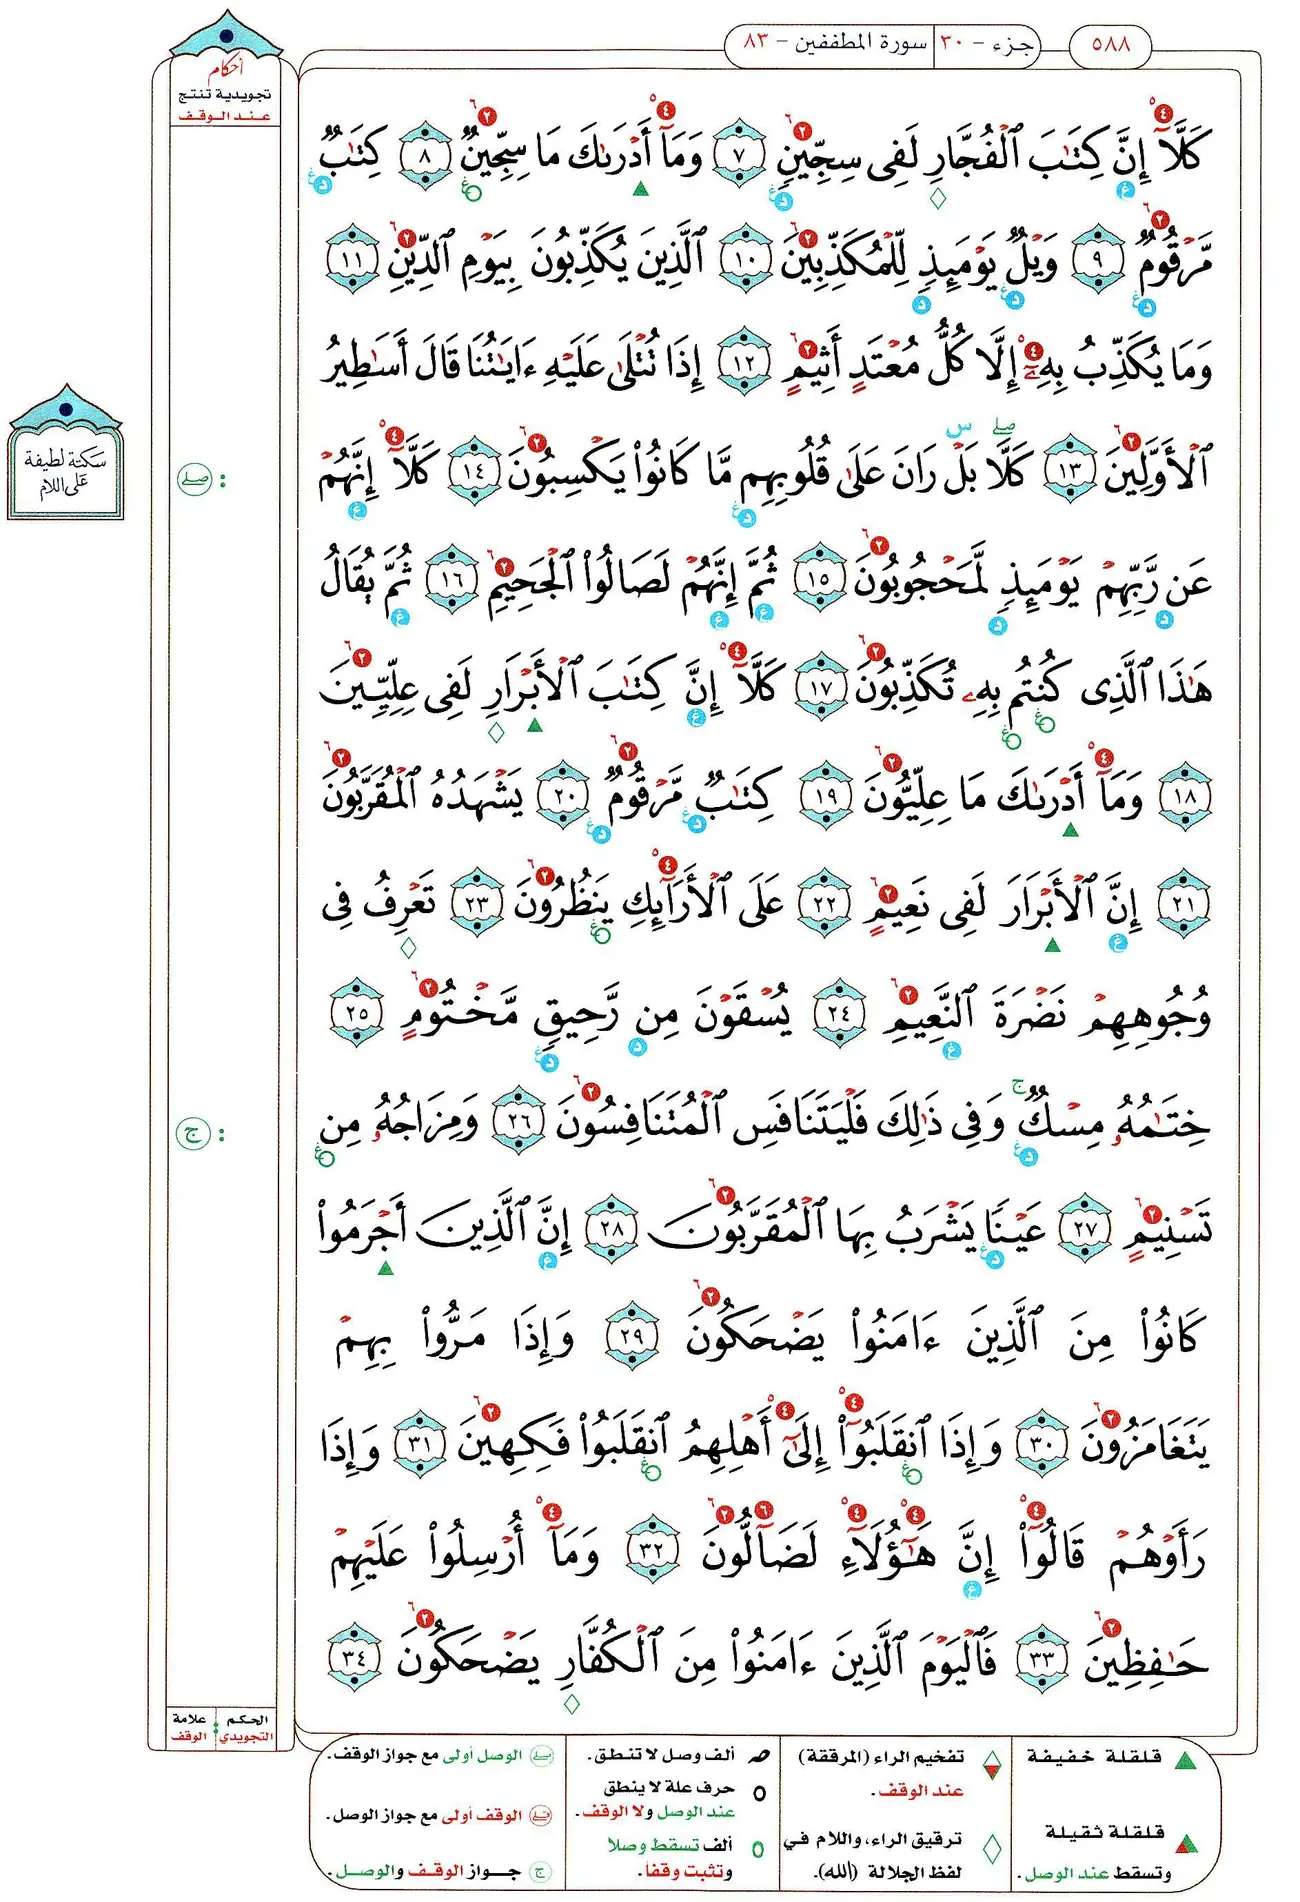 ٥٨٨
جزء - ٣٠ سورة المطففين - ٨٣
أحكام
تجويدية تنتج
عند الوقف
كَلَّآ إِنَّ كِتَٰبَ ٱلْفُجَّارِ لَفِى سِجِّينٍ ٧ وَمَآ أَدْرَىٰكَ مَا سِجِّينٌ ٨ كِتَٰبٌ
مَّرْقُومٌ ٩ وَيْلٌ يَوْمَئِذٍ لِّلْمُكَذِّبِينَ ١٠ ٱلَّذِينَ يُكَذِّبُونَ بِيَوْمِ ٱلدِّينِ ١١
وَمَا يُكَذِّبُ بِهِۦٓ إِلَّا كُلُّ مُعْتَدٍ أَثِيمٍ ١٢ إِذَا تُتْلَىٰ عَلَيْهِ ءَايَٰتُنَا قَالَ أَسَٰطِيرُ
ٱلْأَوَّلِينَ ١٣ كَلَّا ۖ بَلْ ۜ رَانَ عَلَىٰ قُلُوبِهِم مَّا كَانُوا۟ يَكْسِبُونَ ١٤ كَلَّآ إِنَّهُمْ
عَن رَّبِّهِمْ يَوْمَئِذٍ لَّمَحْجُوبُونَ ١٥ ثُمَّ إِنَّهُمْ لَصَالُوا۟ ٱلْجَحِيمِ ١٦ ثُمَّ يُقَالُ
هَٰذَا ٱلَّذِى كُنتُم بِهِۦ تُكَذِّبُونَ ١٧ كَلَّآ إِنَّ كِتَٰبَ ٱلْأَبْرَارِ لَفِى عِلِّيِّينَ
١٨ وَمَآ أَدْرَىٰكَ مَا عِلِّيُّونَ ١٩ كِتَٰبٌ مَّرْقُومٌ ٢٠ يَشْهَدُهُ ٱلْمُقَرَّبُونَ
٢١ إِنَّ ٱلْأَبْرَارَ لَفِى نَعِيمٍ ٢٢ عَلَى ٱلْأَرَآئِكِ يَنظُرُونَ ٢٣ تَعْرِفُ فِى
وُجُوهِهِمْ نَضْرَةَ ٱلنَّعِيمِ ٢٤ يُسْقَوْنَ مِن رَّحِيقٍ مَّخْتُومٍ ٢٥
خِتَٰمُهُۥ مِسْكٌ ۚ وَفِى ذَٰلِكَ فَلْيَتَنَافَسِ ٱلْمُتَنَافِسُونَ ٢٦ وَمِزَاجُهُۥ مِن
تَسْنِيمٍ ٢٧ عَيْنًا يَشْرَبُ بِهَا ٱلْمُقَرَّبُونَ ٢٨ إِنَّ ٱلَّذِينَ أَجْرَمُوا۟
كَانُوا۟ مِنَ ٱلَّذِينَ ءَامَنُوا۟ يَضْحَكُونَ ٢٩ وَإِذَا مَرُّوا۟ بِهِمْ
يَتَغَامَزُونَ ٣٠ وَإِذَا ٱنقَلَبُوٓا۟ إِلَىٰٓ أَهْلِهِمُ ٱنقَلَبُوا۟ فَكِهِينَ ٣١ وَإِذَا
رَأَوْهُمْ قَالُوٓا۟ إِنَّ هَٰٓؤُلَآءِ لَضَآلُّونَ ٣٢ وَمَآ أُرْسِلُوا۟ عَلَيْهِمْ
حَٰفِظِينَ ٣٣ فَٱلْيَوْمَ ٱلَّذِينَ ءَامَنُوا۟ مِنَ ٱلْكُفَّارِ يَضْحَكُونَ ٣٤
صلے :
ج :
سكتة لطيفة
على اللام
الحكم علامة
التجويدي : الوقف
قلقلة خفيفة
قلقلة ثقيلة
وتسقط عند الوصل.
تفخيم الراء (المرققة)
عند الوقف.
ترقيق الراء، واللام في
لفظ الجلالة (الله).
ألف وصل لا تنطق.
حرف علة لا ينطق
عند الوصل ولا الوقف.
ألف تسقط وصلا
وتثبت وقفا.
صلے الوصل أولى مع جواز الوقف.
قلے الوقف أولى مع جواز الوصل.
ج جواز الوقف والوصل.